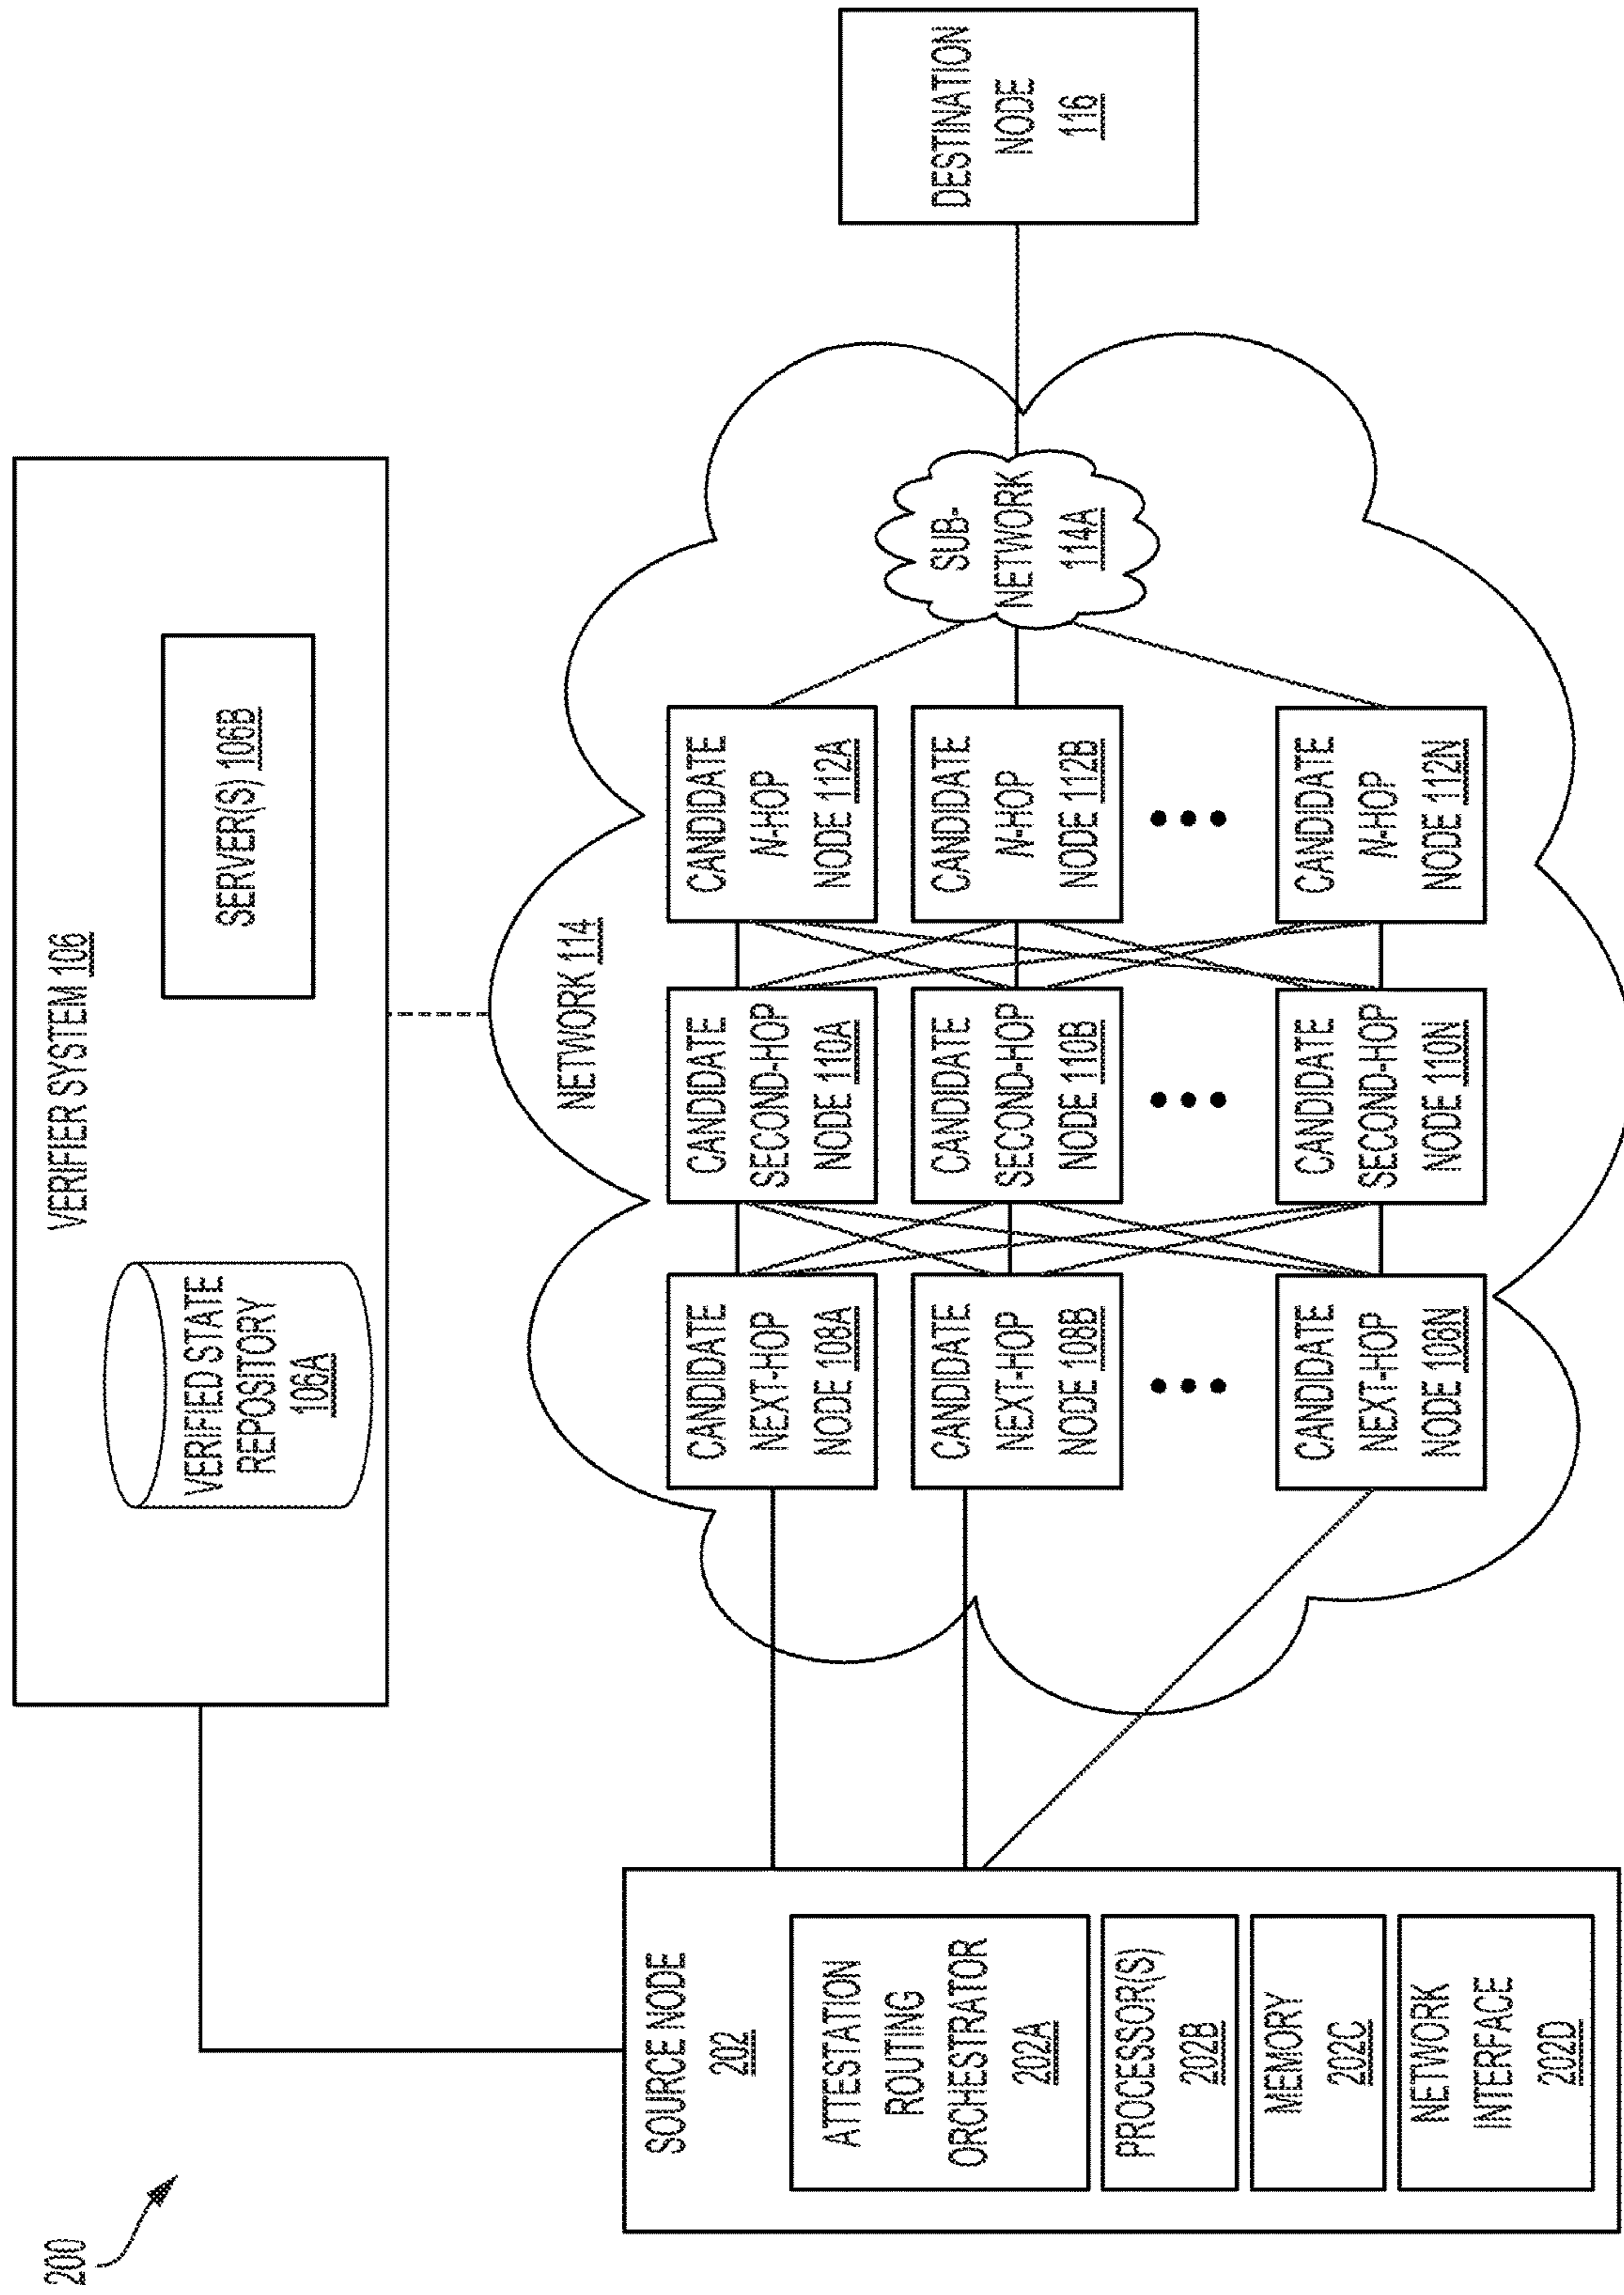 200
VERIFIER SYSTEM 106
VERIFIED STATE
REPOSITORY
106A
SERVER(S) 106B
SOURCE NODE
202
ATTESTATION
ROUTING
ORCHESTRATOR
202A
PROCESSOR(S)
202B
MEMORY
202C
NETWORK
INTERFACE
202D
NETWORK 114
CANDIDATE
NEXT-HOP
NODE 108A
CANDIDATE
SECOND-HOP
NODE 110A
CANDIDATE
N-HOP
NODE 112A
CANDIDATE
NEXT-HOP
NODE 108B
CANDIDATE
SECOND-HOP
NODE 110B
CANDIDATE
N-HOP
NODE 112B
CANDIDATE
NEXT-HOP
NODE 108N
CANDIDATE
SECOND-HOP
NODE 110N
CANDIDATE
N-HOP
NODE 112N
SUB-
NETWORK
114A
DESTINATION
NODE
116